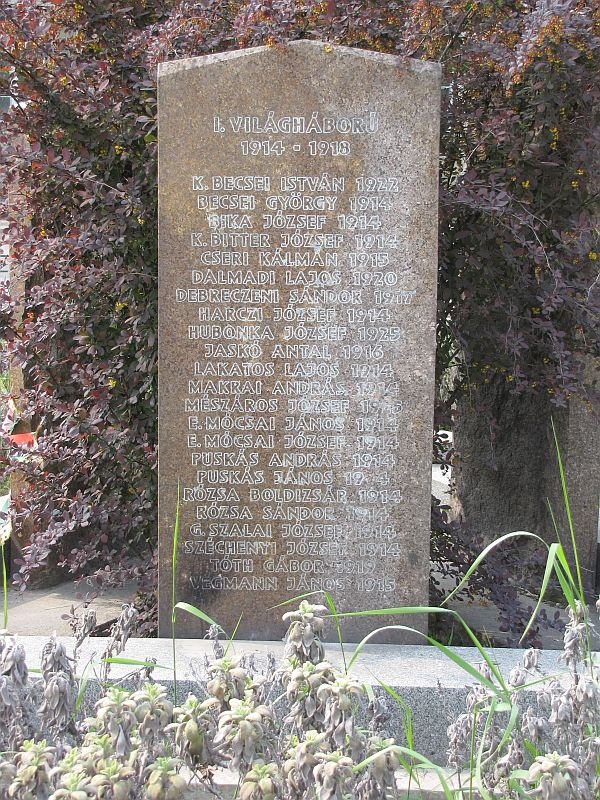 I. VILÁGHÁBORÚ
1914 - 1918
K. BECSEI ISTVÁN 1922
BECSEI GYÖRGY 1914
BIKA JÓZSEF 1914
K. BITTER JÓZSEF 1914
CSERI KÁLMÁN 1915
DALMADI LAJOS 1920
DEBRECZENI SÁNDOR 1917
HARCZI JÓZSEF 1914
HUBONKA JÓZSEF 1925
JASKÓ ANTAL 1916
LAKATOS LAJOS 1914
MAKRAI ANDRÁS 1914
MÉSZÁROS JÓZSEF
E. MÓCSAI JÁNOS 1914
E. MÓCSAI JÓZSEF 1914
PUSKÁS ANDRÁS 1914
PUSKÁS JÁNOS
RÓZSA BOLDIZSÁR 1914
RÓZSA SÁNDOR 1914
G. SZALAI JÓZSEF 1914
SZÉCHENYI JÓZSEF 1914
TÓTH GÁBOR 1919
VEGMANN JÁNOS 1915